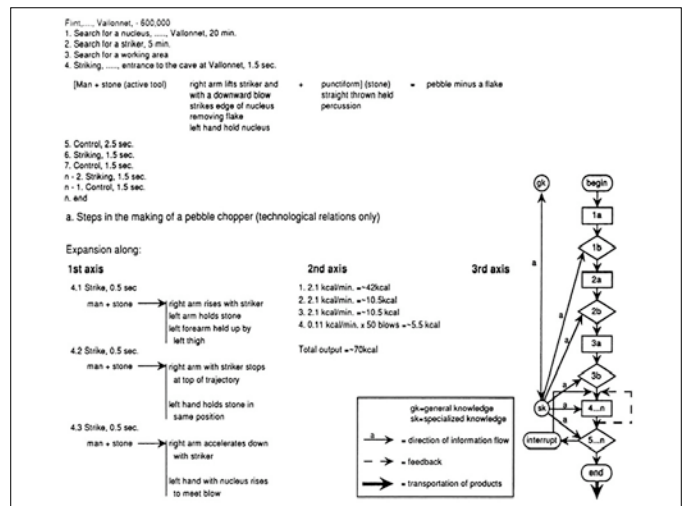 Flint,...., Vallonnet, - 600,000
1. Search for a nucleus, ....., Vallonnet, 20 min.
2. Search for a striker, 5 min.
3. Search for a working area
4. Striking, ....., entrance to the cave at Vallonnet, 1.5 sec.
[Man + stone (active tool) right arm lifts striker and + punctiform] (stone) = pebble minus a flake
with a downward blow straight thrown held
strikes edge of nucleus percussion
removing flake
left hand hold nucleus
5. Control, 2.5 sec.
6. Striking, 1.5 sec.
7. Control, 1.5 sec.
n - 2. Striking, 1.5 sec.
n - 1. Control, 1.5 sec.
n. end
a. Steps in the making of a pebble chopper (technological relations only)
Expansion along:
1st axis 2nd axis 3rd axis
4.1 Strike, 0.5 sec
man + stone right arm rises with striker
left arm holds stone
left forearm held up by
left thigh
4.2 Strike, 0.5 sec.
man + stone right arm with striker stops
at top of trajectory
left hand holds stone in
same position
4.3 Strike, 0.5 sec.
man + stone right arm accelerates down
with striker
left hand with nucleus rises
to meet blow
1. 2.1 kcal/min. =~42kcal
2. 2.1 kcal/min. =~10.5kcal
3. 2.1 kcal/min. =~10.5 kcal
4. 0.11 kcal/min. x 50 blows =~5.5 kcal
Total output =~70kcal
gk=general knowledge
sk=specialized knowledge
a = direction of information flow
= feedback
= transportation of products
gk
begin
1a
a
1b
2a
a
2b
a
3a
3b
a
sk
a
4...n
a
interrupt
5...n
end